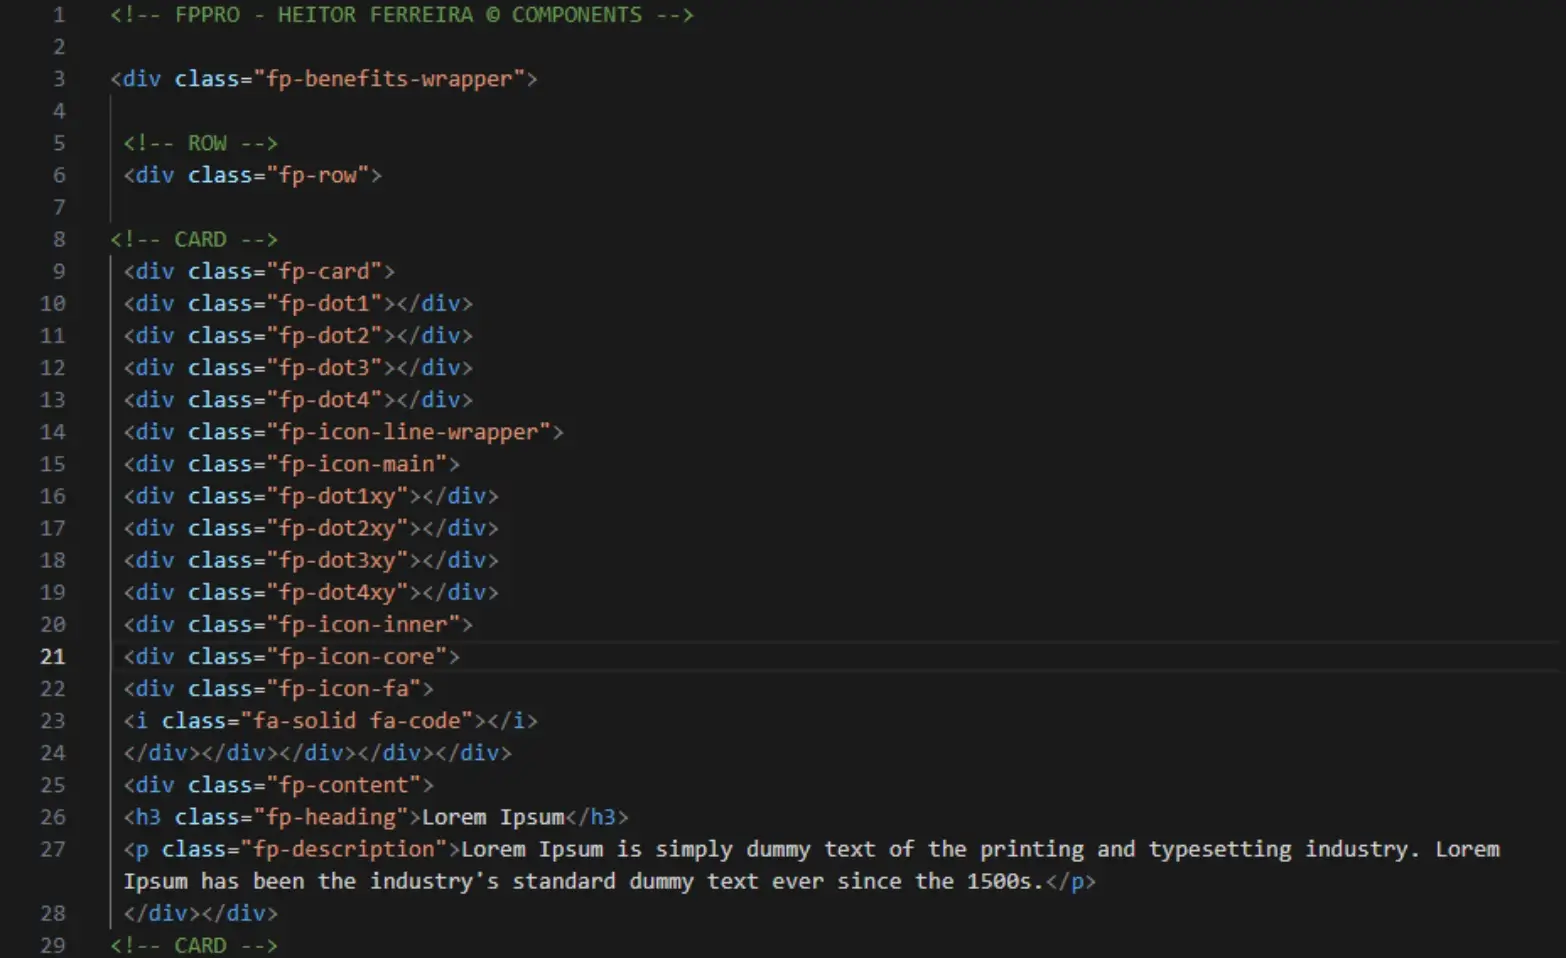 1 <!-- FPPRO - HEITOR FERREIRA © COMPONENTS -->
2
3 <div class="fp-benefits-wrapper">
4
5 <!-- ROW -->
6 <div class="fp-row">
7
8 <!-- CARD -->
9 <div class="fp-card">
10 <div class="fp-dot1"></div>
11 <div class="fp-dot2"></div>
12 <div class="fp-dot3"></div>
13 <div class="fp-dot4"></div>
14 <div class="fp-icon-line-wrapper">
15 <div class="fp-icon-main">
16 <div class="fp-dot1xy"></div>
17 <div class="fp-dot2xy"></div>
18 <div class="fp-dot3xy"></div>
19 <div class="fp-dot4xy"></div>
20 <div class="fp-icon-inner">
21 <div class="fp-icon-core">
22 <div class="fp-icon-fa">
23 <i class="fa-solid fa-code"></i>
24 </div></div></div></div></div>
25 <div class="fp-content">
26 <h3 class="fp-heading">Lorem Ipsum</h3>
27 <p class="fp-description">Lorem Ipsum is simply dummy text of the printing and typesetting industry. Lorem
Ipsum has been the industry's standard dummy text ever since the 1500s.</p>
28 </div></div>
29 <!-- CARD -->